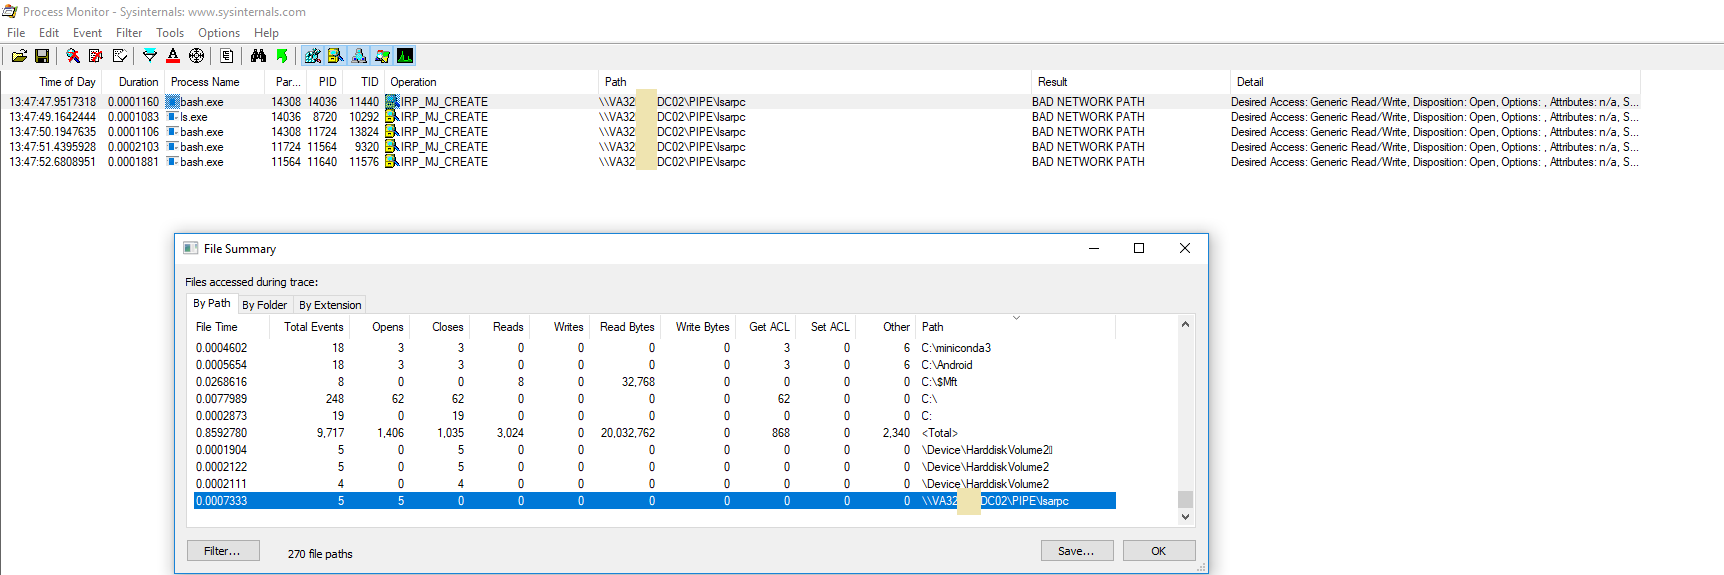 Process Monitor - Sysinternals: www.sysinternals.com
File Edit Event Filter Tools Options Help
Time of Day Duration Process Name Par... PID TID Operation Path Result Detail
13:47:47.9517318 0.0001160 bash.exe 14308 14036 11440 IRP_MJ_CREATE \\VA32 DC02\PIPE\lsarpc BAD NETWORK PATH Desired Access: Generic Read/Write, Disposition: Open, Options: , Attributes: n/a, S...
13:47:49.1642444 0.0001083 ls.exe 14036 8720 10292 IRP_MJ_CREATE \\VA32 DC02\PIPE\lsarpc BAD NETWORK PATH Desired Access: Generic Read/Write, Disposition: Open, Options: , Attributes: n/a, S...
13:47:50.1947635 0.0001106 bash.exe 14308 11724 13824 IRP_MJ_CREATE \\VA32 DC02\PIPE\lsarpc BAD NETWORK PATH Desired Access: Generic Read/Write, Disposition: Open, Options: , Attributes: n/a, S...
13:47:51.4395928 0.0002103 bash.exe 11724 11564 9320 IRP_MJ_CREATE \\VA32 DC02\PIPE\lsarpc BAD NETWORK PATH Desired Access: Generic Read/Write, Disposition: Open, Options: , Attributes: n/a, S...
13:47:52.6808951 0.0001881 bash.exe 11564 11640 11576 IRP_MJ_CREATE \\VA32 DC02\PIPE\lsarpc BAD NETWORK PATH Desired Access: Generic Read/Write, Disposition: Open, Options: , Attributes: n/a, S...
File Summary
Files accessed during trace:
By Path By Folder By Extension
File Time Total Events Opens Closes Reads Writes Read Bytes Write Bytes Get ACL Set ACL Other Path
0.0004602 18 3 3 0 0 0 0 3 0 6 C:\miniconda3
0.0005654 18 3 3 0 0 0 0 3 0 6 C:\Android
0.0268616 8 0 0 8 0 32,768 0 0 0 0 C:\$Mft
0.0077989 248 62 62 0 0 0 0 62 0 0 C:\
0.0002873 19 0 19 0 0 0 0 0 0 0 C:
0.8592780 9,717 1,406 1,035 3,024 0 20,032,762 0 868 0 2,340 <Total>
0.0001904 5 0 5 0 0 0 0 0 0 0 \Device\HarddiskVolume2
0.0002122 5 0 5 0 0 0 0 0 0 0 \Device\HarddiskVolume2
0.0002111 4 0 4 0 0 0 0 0 0 0 \Device\HarddiskVolume2
0.0007333 5 5 0 0 0 0 0 0 0 0 \\VA32 DC02\PIPE\lsarpc
Filter... 270 file paths Save... OK